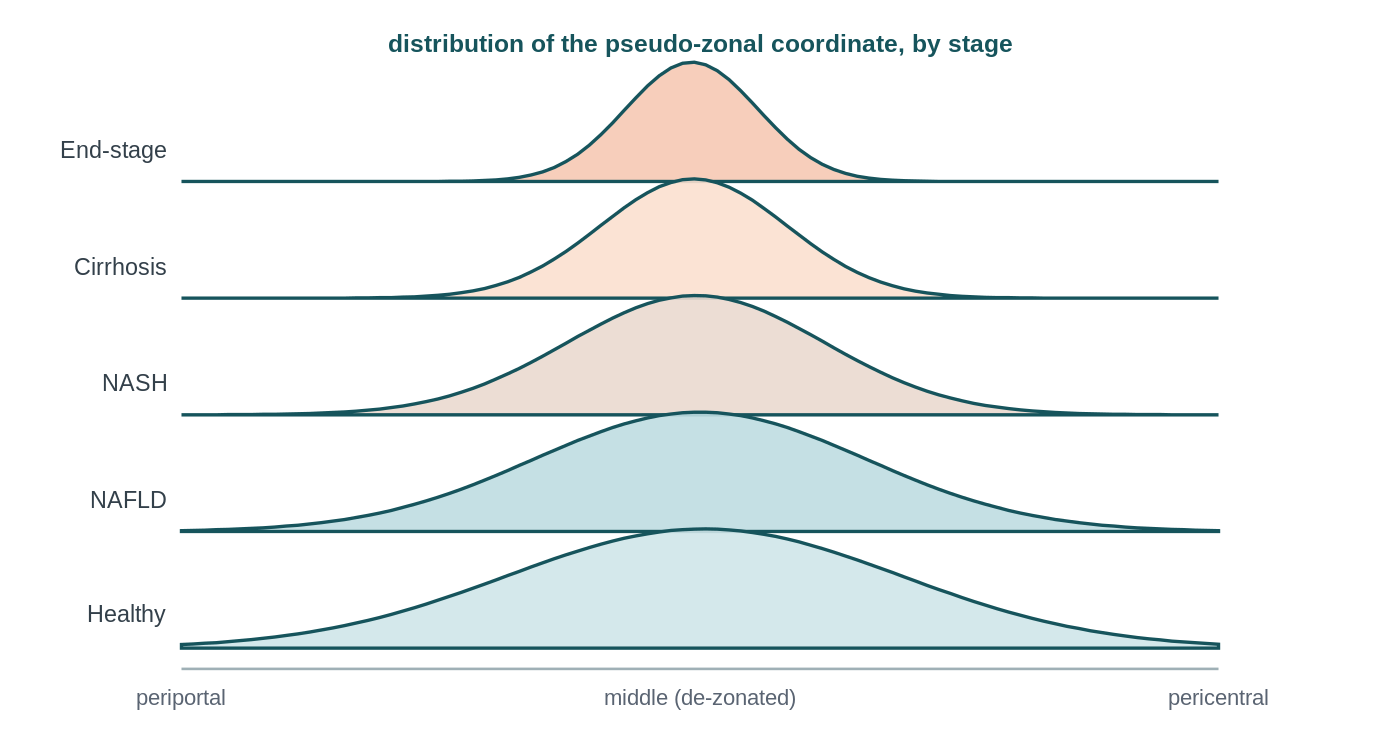 distribution of the pseudo-zonal coordinate, by stage
End-stage
Cirrhosis
NASH
NAFLD
Healthy
periportal
middle (de-zonated)
pericentral